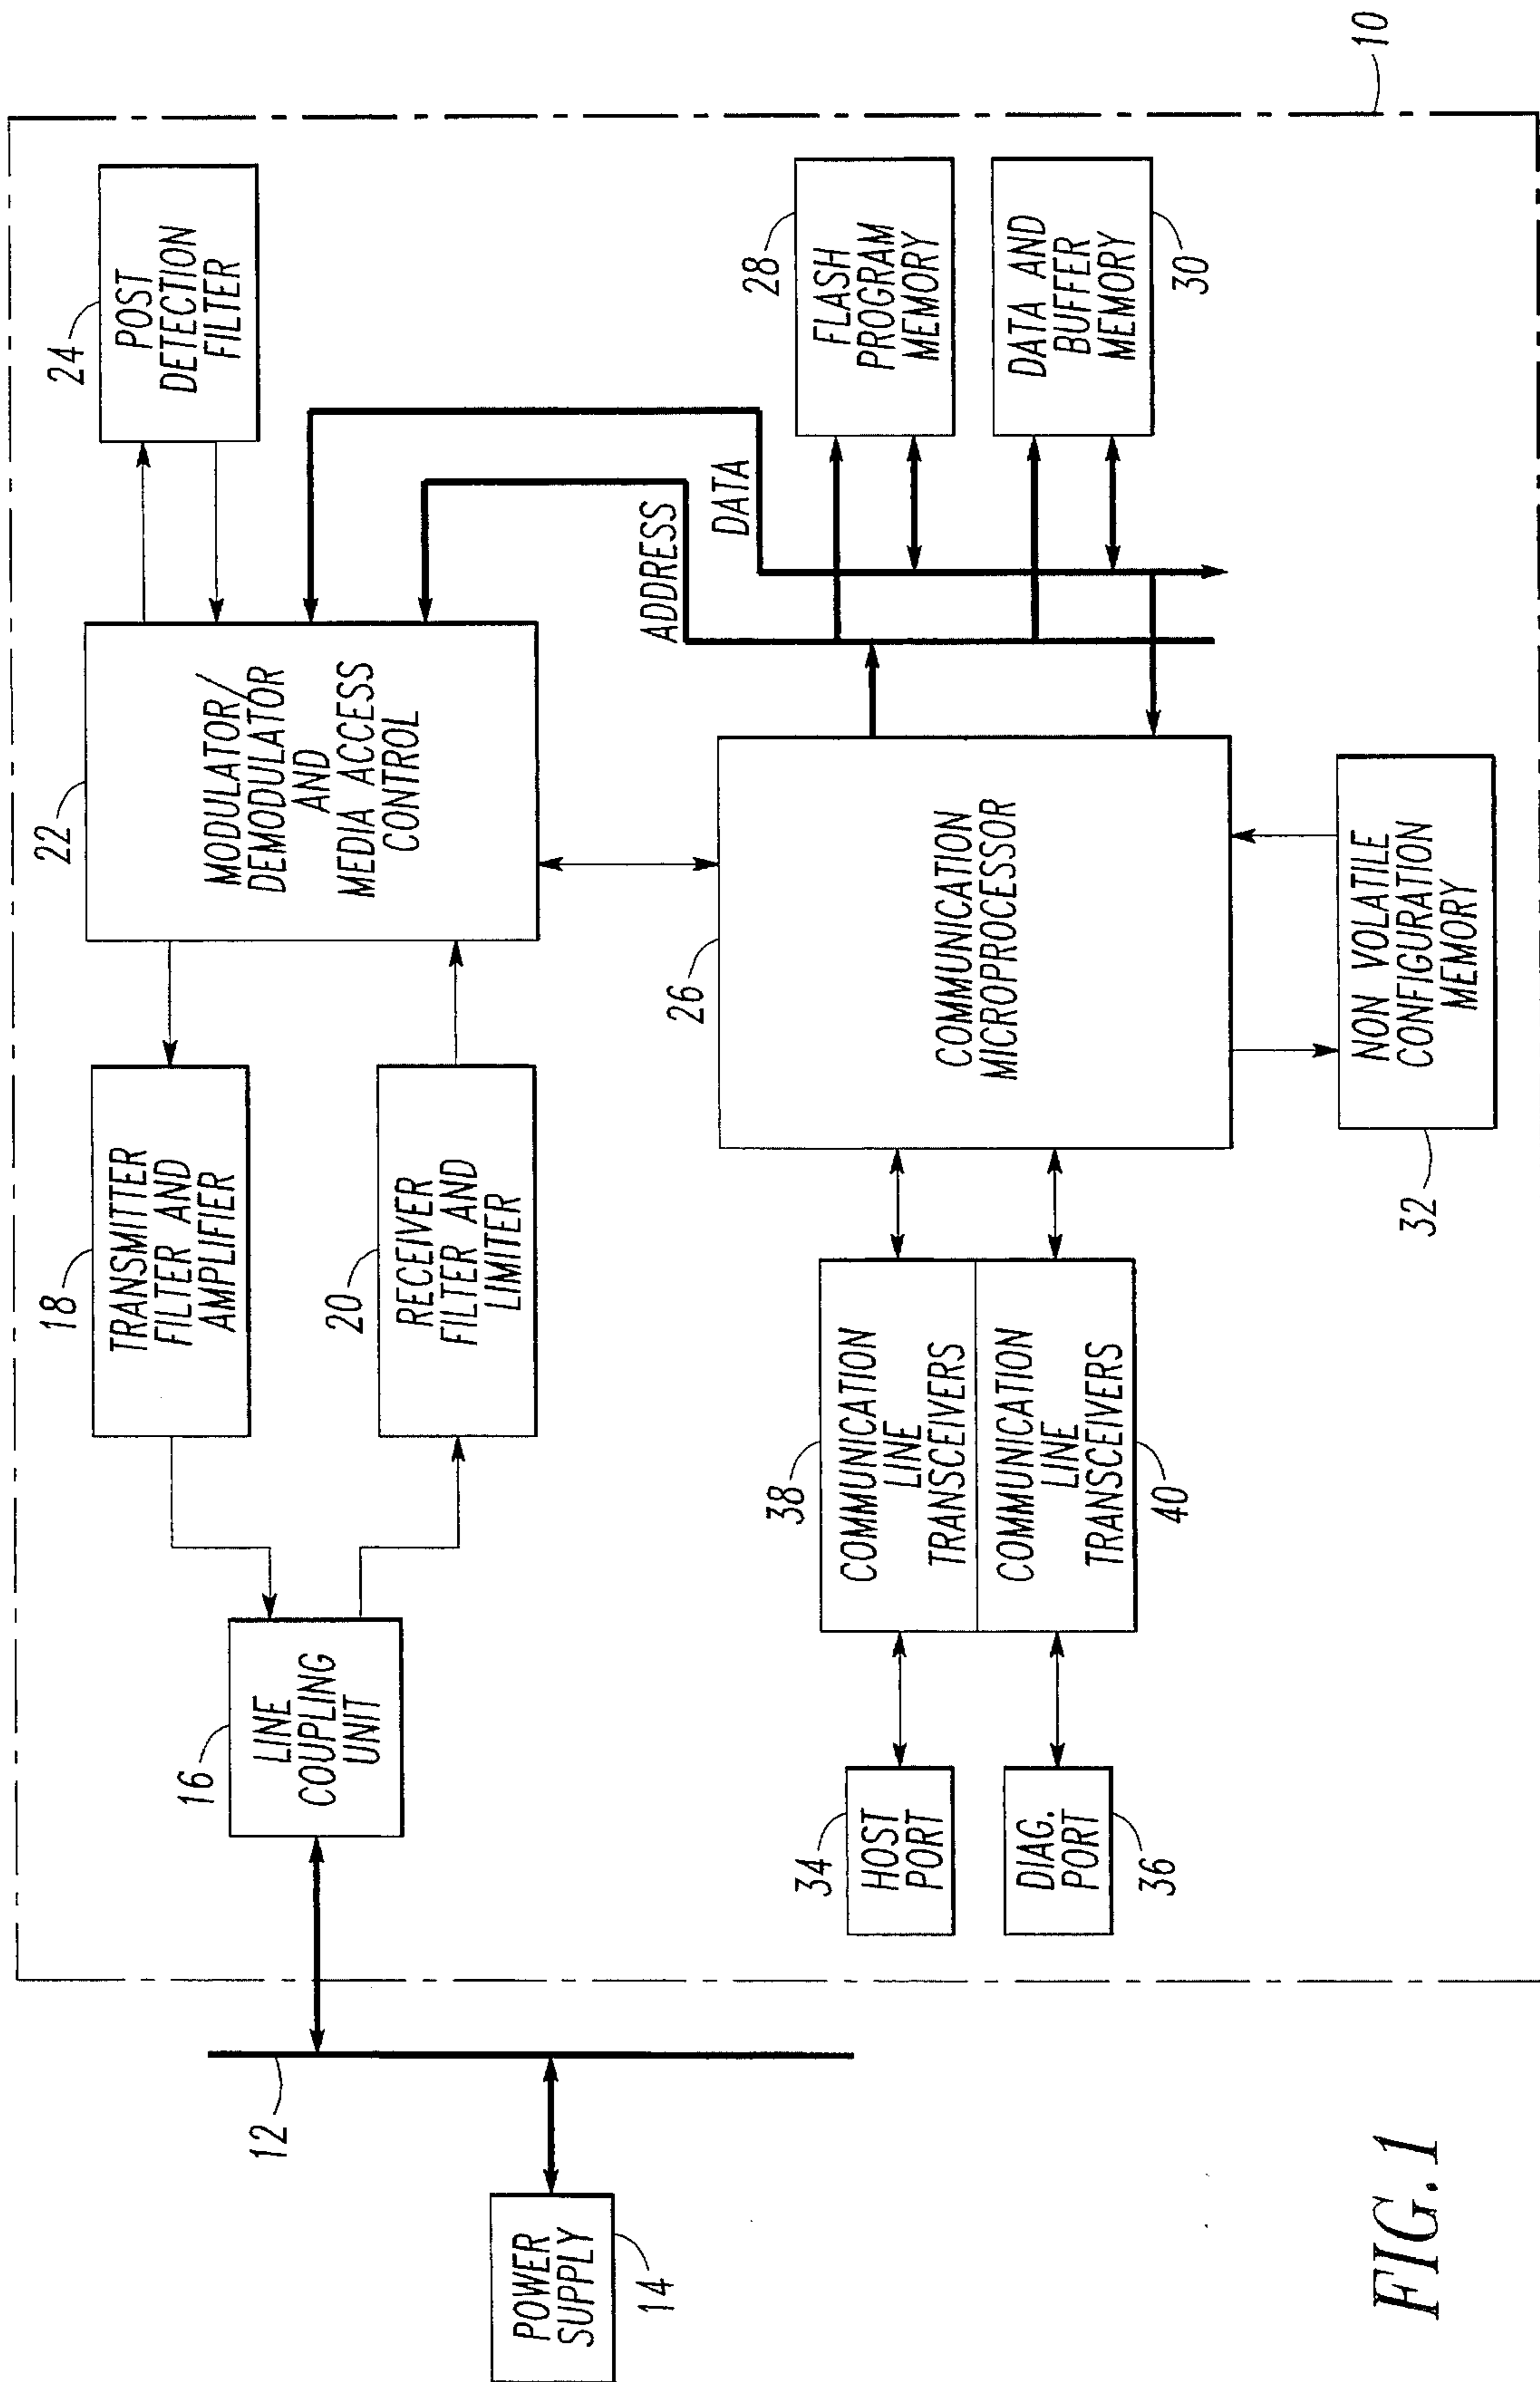 10
24
POST
DETECTION
FILTER
22
MODULATOR/
DEMODULATOR
AND
MEDIA ACCESS
CONTROL
18
TRANSMITTER
FILTER AND
AMPLIFIER
20
RECEIVER
FILTER AND
LIMITER
16
LINE
COUPLING
UNIT
12
POWER
SUPPLY
14
ADDRESS
DATA
28
FLASH
PROGRAM
MEMORY
DATA AND
BUFFER
MEMORY
30
26
COMMUNICATION
MICROPROCESSOR
NON VOLATILE
CONFIGURATION
MEMORY
32
38
COMMUNICATION
LINE
TRANSCEIVERS
COMMUNICATION
LINE
TRANSCEIVERS
40
34
HOST
PORT
DIAG.
PORT
36
FIG. 1